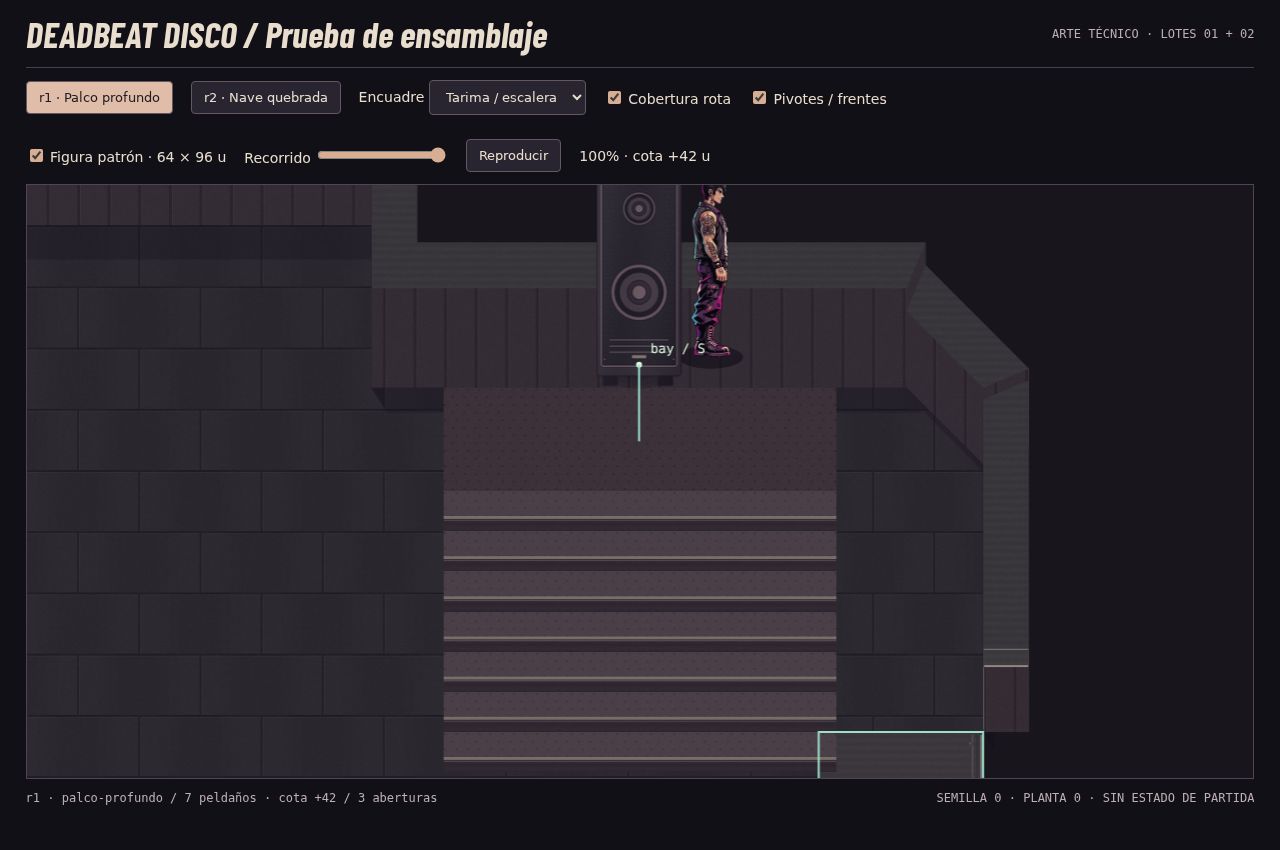 DEADBEAT DISCO / Prueba de ensamblaje
ARTE TÉCNICO · LOTES 01 + 02
r1 · Palco profundo
r2 · Nave quebrada
Encuadre
Tarima / escalera
Cobertura rota
Pivotes / frentes
Figura patrón · 64 × 96 u
Recorrido
Reproducir
100% · cota +42 u
bay / S
r1 · palco-profundo / 7 peldaños · cota +42 / 3 aberturas
SEMILLA 0 · PLANTA 0 · SIN ESTADO DE PARTIDA